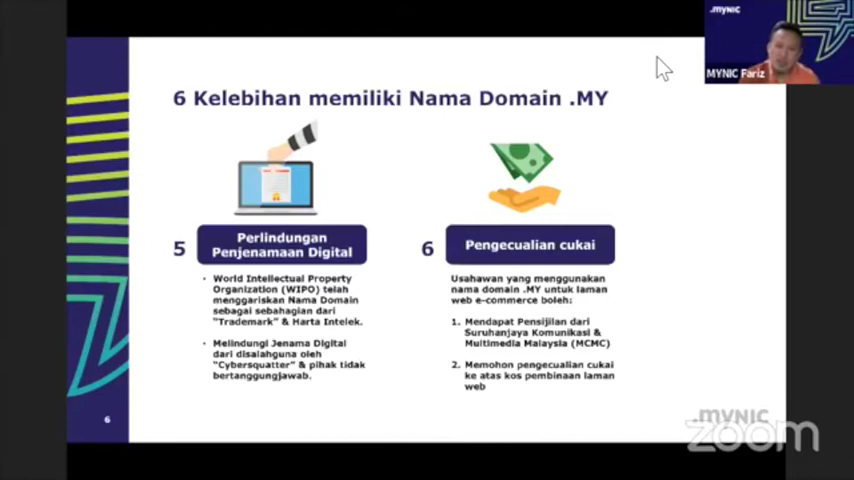 .MYNIC
MYNIC Fariz
6 Kelebihan memiliki Nama Domain .MY
5
Perlindungan
Penjenamaan Digital
• World Intellectual Property
Organization (WIPO) telah
menggariskan Nama Domain
sebagai sebahagian dari
"Trademark" & Harta Intelek.
• Melindungi Jenama Digital
dari disalahguna oleh
"Cybersquatter" & pihak tidak
bertanggungjawab.
6
Pengecualian cukai
Usahawan yang menggunakan
nama domain .MY untuk laman
web e-commerce boleh:
1. Mendapat Pensijilan dari
Suruhanjaya Komunikasi &
Multimedia Malaysia (MCMC)
2. Memohon pengecualian cukai
ke atas kos pembinaan laman
web
6
.MYNIC
zoom